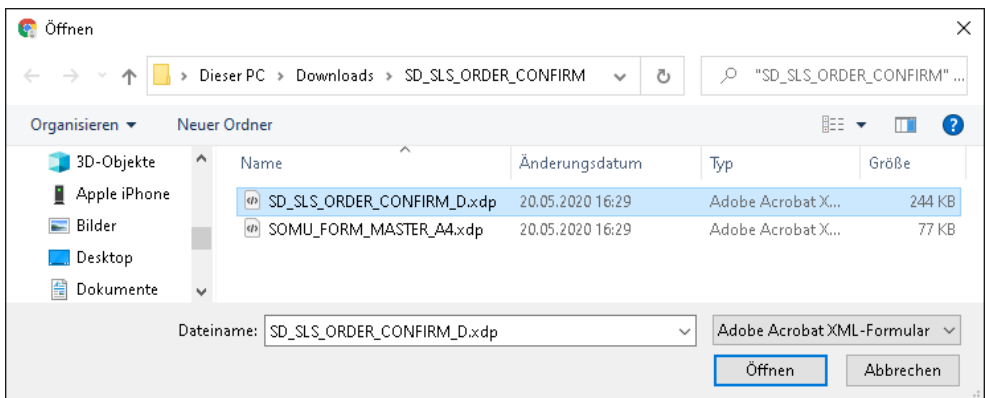 Öffnen
Dieser PC > Downloads > SD_SLS_ORDER_CONFIRM "SD_SLS_ORDER_CONFIRM" ...
Organisieren Neuer Ordner ?
Name Änderungsdatum Typ Größe
3D-Objekte
Apple iPhone
Bilder
Desktop
Dokumente
SD_SLS_ORDER_CONFIRM_D.xdp 20.05.2020 16:29 Adobe Acrobat X... 244 KB
SOMU_FORM_MASTER_A4.xdp 20.05.2020 16:29 Adobe Acrobat X... 77 KB
Dateiname: SD_SLS_ORDER_CONFIRM_D.xdp Adobe Acrobat XML-Formular
Öffnen Abbrechen